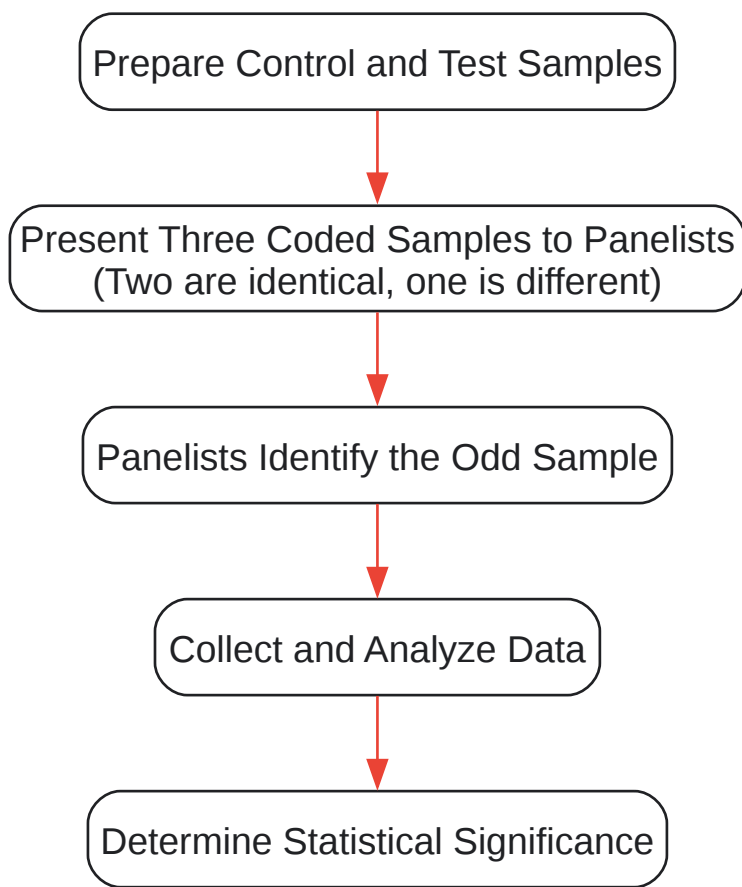 Prepare Control and Test Samples
Present Three Coded Samples to Panelists
(Two are identical, one is different)
Panelists Identify the Odd Sample
Collect and Analyze Data
Determine Statistical Significance